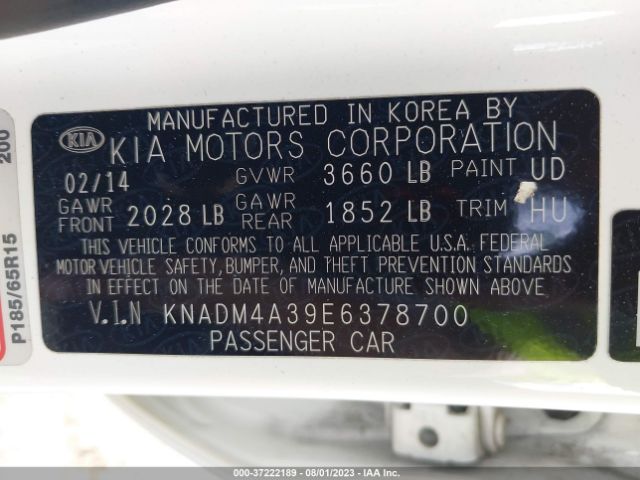 MANUFACTURED IN KOREA BY
KIA KIA MOTORS CORPORATION
02/14 GVWR 3660 LB PAINT UD
GAWR FRONT 2028 LB GAWR REAR 1852 LB TRIM HU
THIS VEHICLE CONFORMS TO ALL APPLICABLE U.S.A. FEDERAL
MOTOR VEHICLE SAFETY, BUMPER, AND THEFT PREVENTION STANDARDS
IN EFFECT ON THE DATE OF MANUFACTURE SHOWN ABOVE.
V.I.N KNADM4A39E6378700
PASSENGER CAR
P185/65R15
200
000-37222189 - 08/01/2023 - IAA Inc.